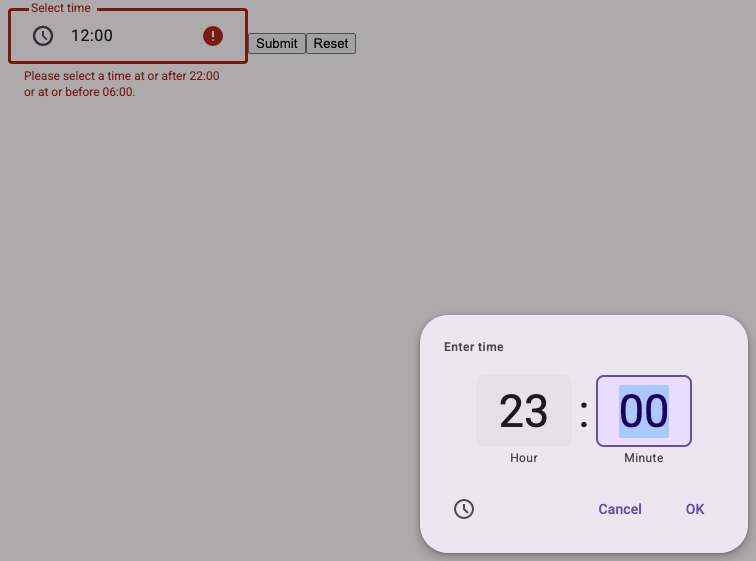 Select time
12:00
Submit Reset
Please select a time at or after 22:00
or at or before 06:00.
Enter time
23 : 00
Hour Minute
Cancel OK